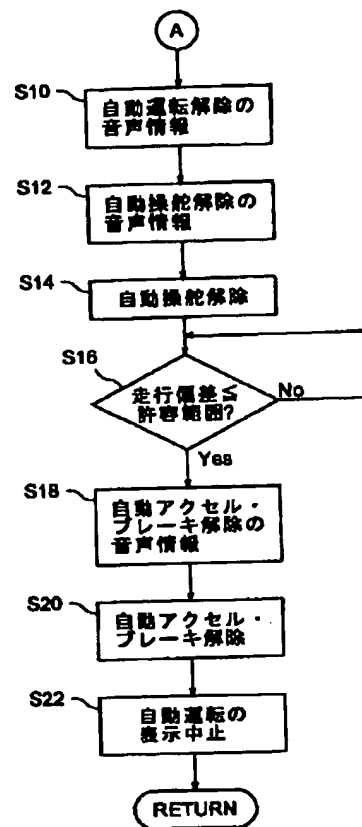 A
S10
自動運転解除の
音声情報
S12
自動操舵解除の
音声情報
S14
自動操舵解除
S16
走行偏差≦
許容範囲?
No
Yes
S18
自動アクセル・
ブレーキ解除の
音声情報
S20
自動アクセル・
ブレーキ解除
S22
自動運転の
表示中止
RETURN